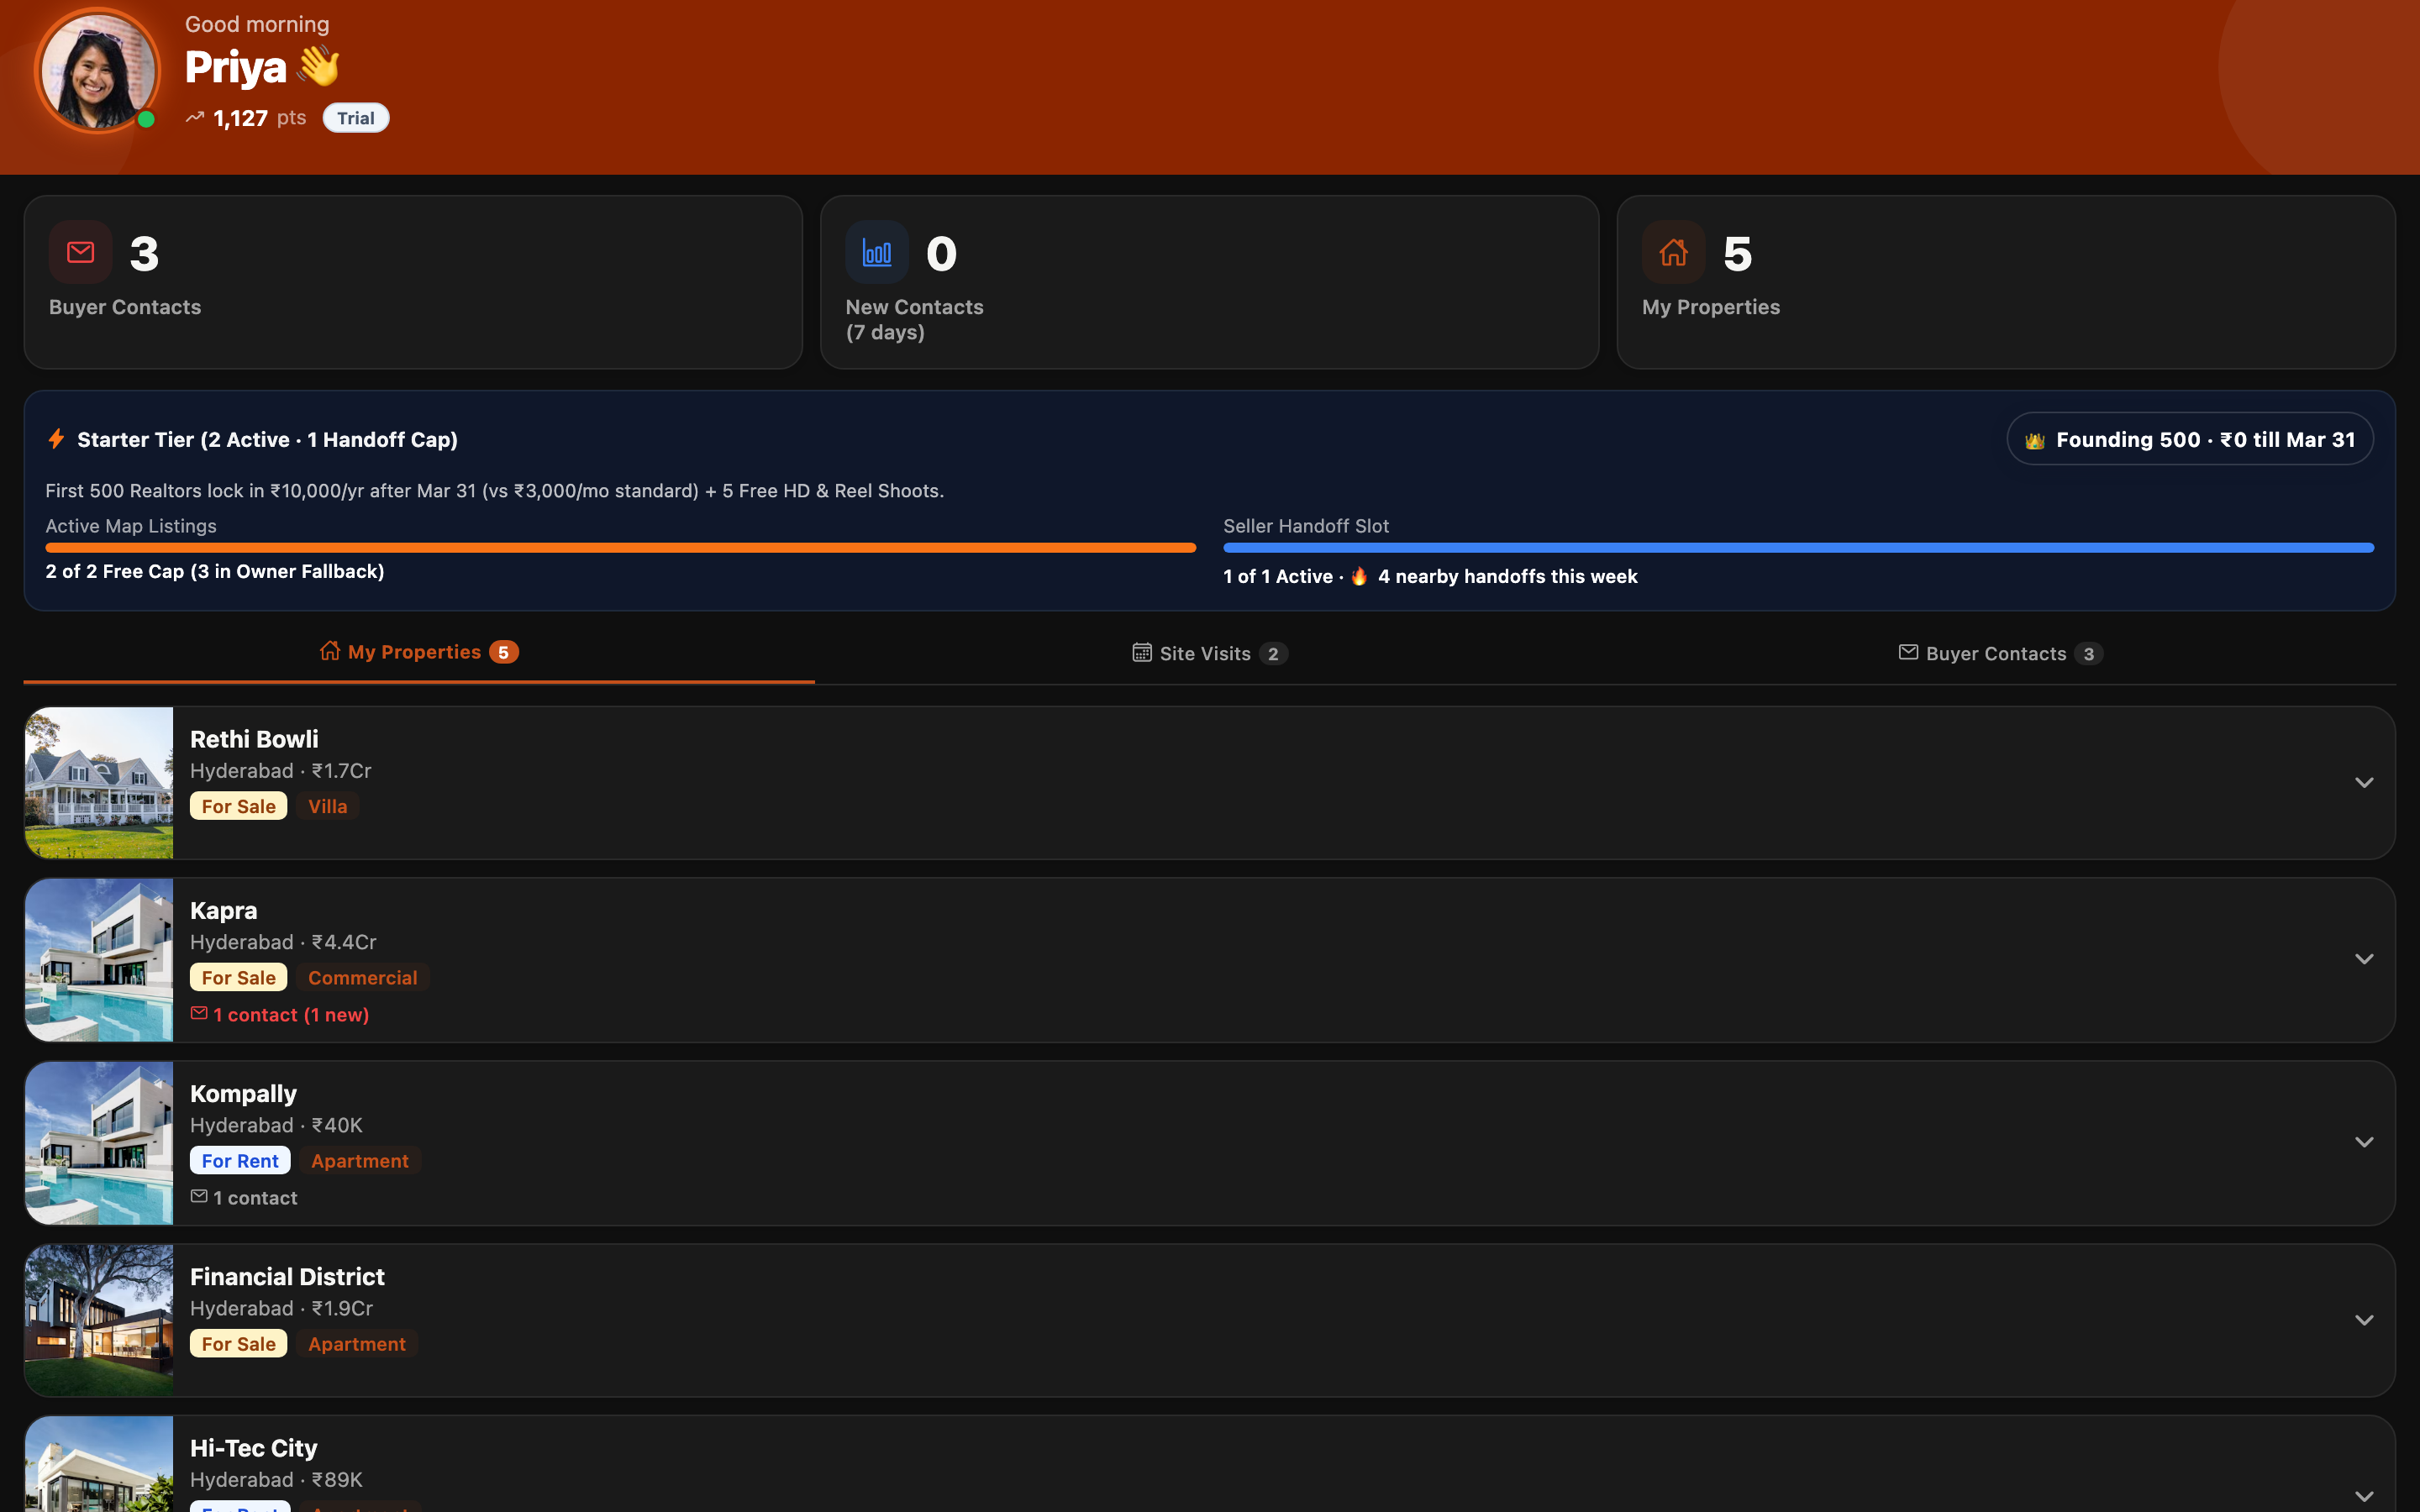 Good morning
Priya 👋
1,127 pts Trial
3
Buyer Contacts
0
New Contacts
(7 days)
5
My Properties
Starter Tier (2 Active · 1 Handoff Cap)
Founding 500 · ₹0 till Mar 31
First 500 Realtors lock in ₹10,000/yr after Mar 31 (vs ₹3,000/mo standard) + 5 Free HD & Reel Shoots.
Active Map Listings
2 of 2 Free Cap (3 in Owner Fallback)
Seller Handoff Slot
1 of 1 Active · 🔥 4 nearby handoffs this week
My Properties 5
Site Visits 2
Buyer Contacts 3
Rethi Bowli
Hyderabad · ₹1.7Cr
For Sale Villa
Kapra
Hyderabad · ₹4.4Cr
For Sale Commercial
1 contact (1 new)
Kompally
Hyderabad · ₹40K
For Rent Apartment
1 contact
Financial District
Hyderabad · ₹1.9Cr
For Sale Apartment
Hi-Tec City
Hyderabad · ₹89K
For Rent Apartment